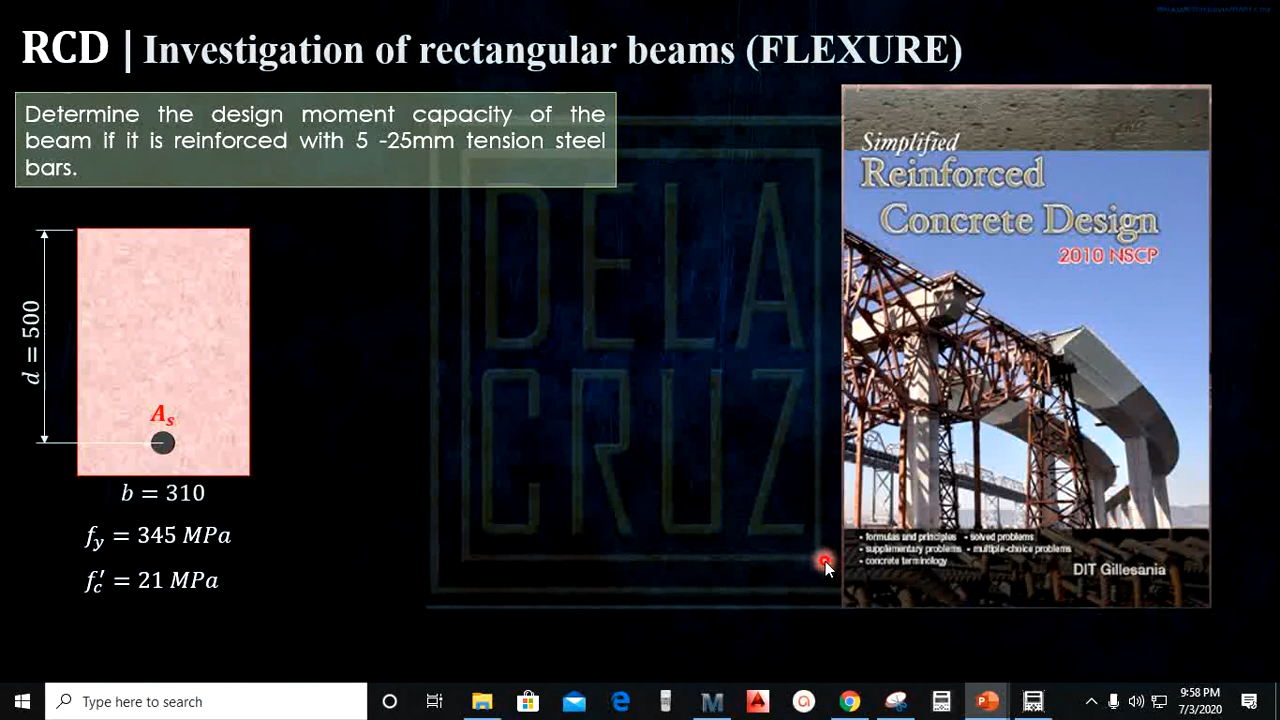 RCD | Investigation of rectangular beams (FLEXURE)
Determine the design moment capacity of the
beam if it is reinforced with 5 -25mm tension steel
bars.
d = 500
A_s
b = 310
f_y = 345 MPa
f_c' = 21 MPa
DELA
CRUZ
Simplified
Reinforced
Concrete Design
2010 NSCP
• formulas and principles • solved problems
• supplementary problems • multiple-choice problems
• concrete terminology
DIT Gillesania
Type here to search
9:58 PM
7/3/2020